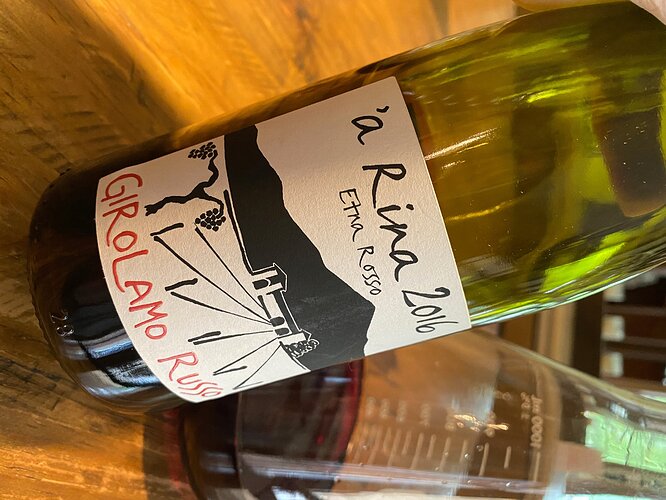 'a Rina 2016
Etna Rosso
GIROLAMO RUSSO